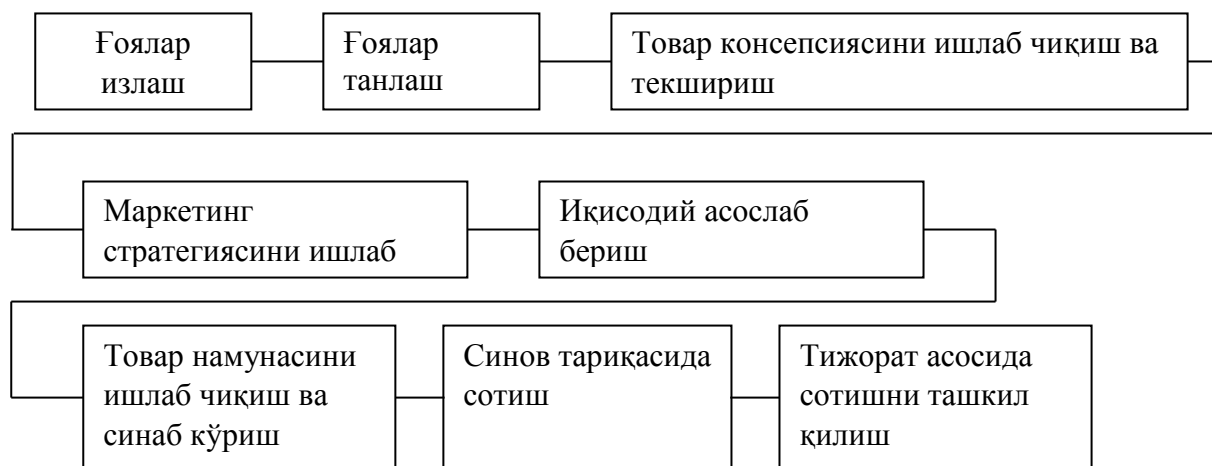 Ғоялар
излаш
Ғоялар
танлаш
Товар консепсиясини ишлаб чиқиш ва
текшириш
Маркетинг
стратегиясини ишлаб
Иқисодий асослаб
бериш
Товар намунасини
ишлаб чиқиш ва
синаб кўриш
Синов тариқасида
сотиш
Тижорат асосида
сотишни ташкил
қилиш